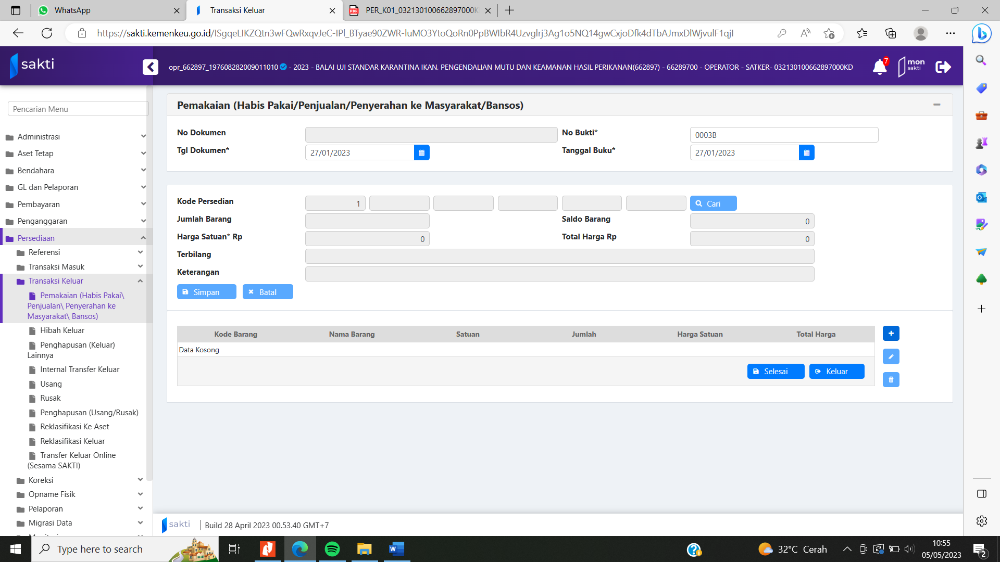 WhatsApp
Transaksi Keluar
PER_K01_032130100662897000K
https://sakti.kemenkeu.go.id/
sakti
opr_662897_197608282009011010 - 2023 - BALAI UJI STANDAR KARANTINA IKAN, PENGENDALIAN MUTU DAN KEAMANAN HASIL PERIKANAN(662897) - 66289700 - OPERATOR - SATKER- 032130100662897000KD
7
mon
sakti
Pencarian Menu
Administrasi
Aset Tetap
Bendahara
GL dan Pelaporan
Pembayaran
Penganggaran
Persediaan
Referensi
Transaksi Masuk
Transaksi Keluar
Pemakaian (Habis Pakai\
Penjualan\ Penyerahan ke
Masyarakat\ Bansos)
Hibah Keluar
Penghapusan (Keluar)
Lainnya
Internal Transfer Keluar
Usang
Rusak
Penghapusan (Usang/Rusak)
Reklasifikasi Ke Aset
Reklasifikasi Keluar
Transfer Keluar Online
(Sesama SAKTI)
Koreksi
Opname Fisik
Pelaporan
Migrasi Data
Pemakaian (Habis Pakai/Penjualan/Penyerahan ke Masyarakat/Bansos)
No Dokumen
No Bukti* 0003B
Tgl Dokumen* 27/01/2023
Tanggal Buku* 27/01/2023
Kode Persedian 1 Cari
Jumlah Barang
Saldo Barang 0
Harga Satuan* Rp 0
Total Harga Rp 0
Terbilang
Keterangan
Simpan Batal
Kode Barang Nama Barang Satuan Jumlah Harga Satuan Total Harga
Data Kosong
Selesai Keluar
sakti Build 28 April 2023 00.53.40 GMT+7
Type here to search
32°C Cerah
10:55
05/05/2023
2